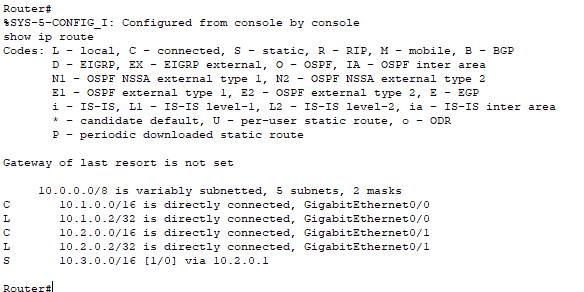 Router#
%SYS-5-CONFIG_I: Configured from console by console
show ip route
Codes: L - local, C - connected, S - static, R - RIP, M - mobile, B - BGP
D - EIGRP, EX - EIGRP external, O - OSPF, IA - OSPF inter area
N1 - OSPF NSSA external type 1, N2 - OSPF NSSA external type 2
E1 - OSPF external type 1, E2 - OSPF external type 2, E - EGP
i - IS-IS, L1 - IS-IS level-1, L2 - IS-IS level-2, ia - IS-IS inter area
* - candidate default, U - per-user static route, o - ODR
P - periodic downloaded static route
Gateway of last resort is not set
10.0.0.0/8 is variably subnetted, 5 subnets, 2 masks
C 10.1.0.0/16 is directly connected, GigabitEthernet0/0
L 10.1.0.2/32 is directly connected, GigabitEthernet0/0
C 10.2.0.0/16 is directly connected, GigabitEthernet0/1
L 10.2.0.2/32 is directly connected, GigabitEthernet0/1
S 10.3.0.0/16 [1/0] via 10.2.0.1
Router#